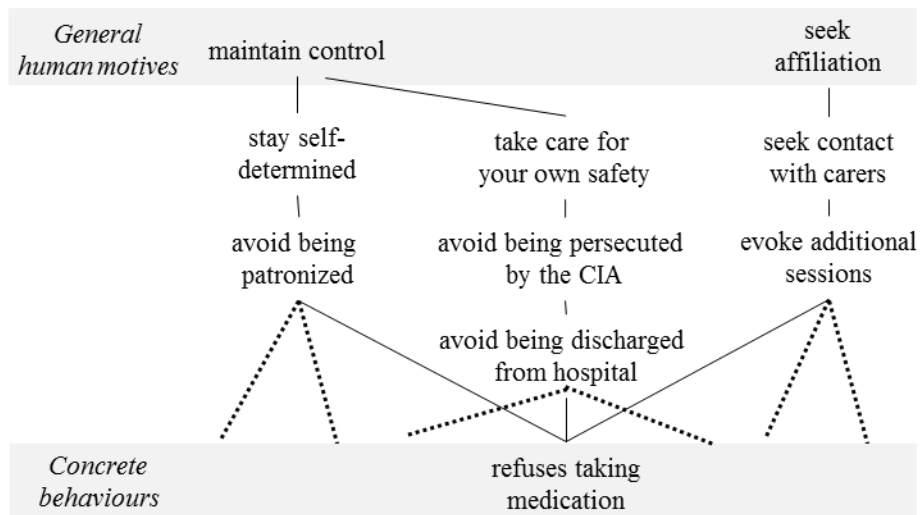 General
human motives
maintain control
seek
affiliation
stay self-
determined
take care for
your own safety
seek contact
with carers
avoid being
patronized
avoid being persecuted
by the CIA
evoke additional
sessions
avoid being discharged
from hospital
Concrete
behaviours
refuses taking
medication